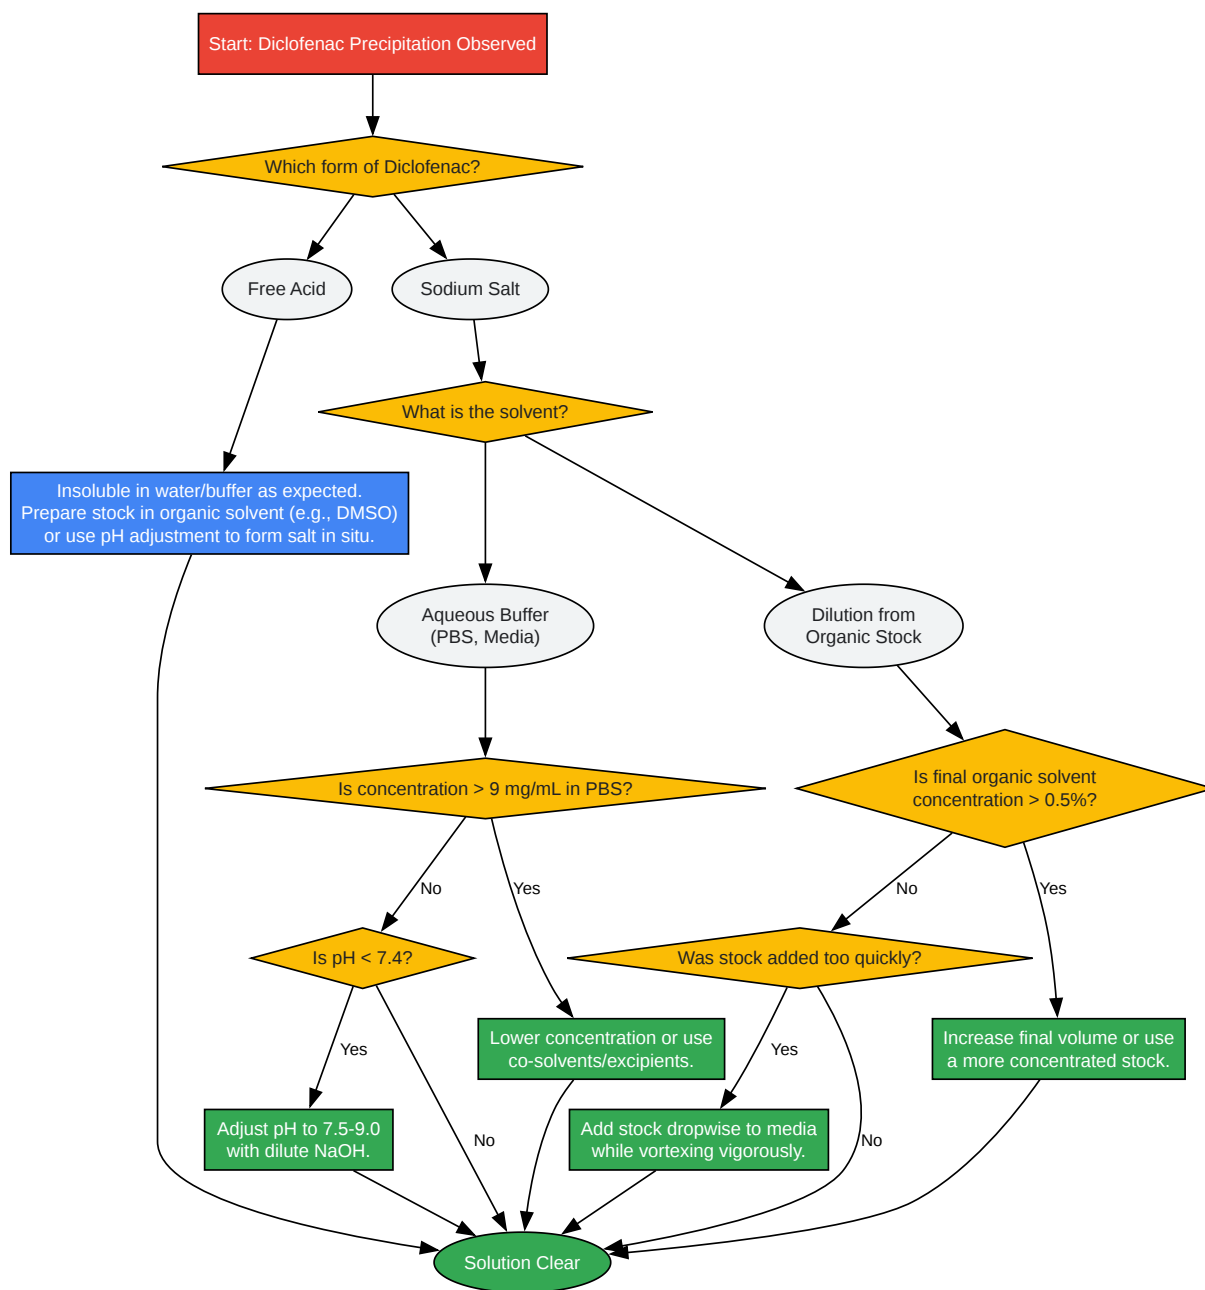 Start: Diclofenac Precipitation Observed
Which form of Diclofenac?
Free Acid
Sodium Salt
What is the solvent?
Insoluble in water/buffer as expected.
Prepare stock in organic solvent (e.g., DMSO)
or use pH adjustment to form salt in situ.
Aqueous Buffer
(PBS, Media)
Dilution from
Organic Stock
Is concentration > 9 mg/mL in PBS?
Is final organic solvent
concentration > 0.5%?
No
Yes
No
Yes
Is pH < 7.4?
Was stock added too quickly?
Lower concentration or use
co-solvents/excipients.
Increase final volume or use
a more concentrated stock.
Yes
Yes
Adjust pH to 7.5-9.0
with dilute NaOH.
No
Add stock dropwise to media
while vortexing vigorously.
No
Solution Clear